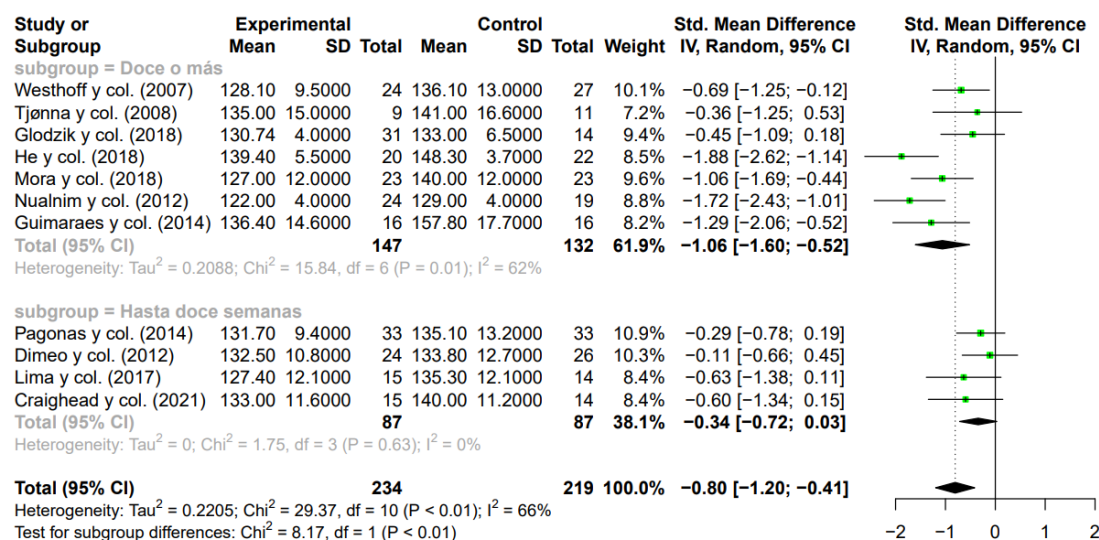 Study or Experimental Control Std. Mean Difference Std. Mean Difference
Subgroup Mean SD Total Mean SD Total Weight IV, Random, 95% CI IV, Random, 95% CI
subgroup = Doce o más
Westhoff y col. (2007) 128.10 9.5000 24 136.10 13.0000 27 10.1% −0.69 [−1.25; −0.12]
Tjønna y col. (2008) 135.00 15.0000 9 141.00 16.6000 11 7.2% −0.36 [−1.25; 0.53]
Glodzik y col. (2018) 130.74 4.0000 31 133.00 6.5000 14 9.4% −0.45 [−1.09; 0.18]
He y col. (2018) 139.40 5.5000 20 148.30 3.7000 22 8.5% −1.88 [−2.62; −1.14]
Mora y col. (2018) 127.00 12.0000 23 140.00 12.0000 23 9.6% −1.06 [−1.69; −0.44]
Nualnim y col. (2012) 122.00 4.0000 24 129.00 4.0000 19 8.8% −1.72 [−2.43; −1.01]
Guimaraes y col. (2014) 136.40 14.6000 16 157.80 17.7000 16 8.2% −1.29 [−2.06; −0.52]
Total (95% CI) 147 132 61.9% −1.06 [−1.60; −0.52]
Heterogeneity: Tau² = 0.2088; Chi² = 15.84, df = 6 (P = 0.01); I² = 62%
subgroup = Hasta doce semanas
Pagonas y col. (2014) 131.70 9.4000 33 135.10 13.2000 33 10.9% −0.29 [−0.78; 0.19]
Dimeo y col. (2012) 132.50 10.8000 24 133.80 12.7000 26 10.3% −0.11 [−0.66; 0.45]
Lima y col. (2017) 127.40 12.1000 15 135.30 12.1000 14 8.4% −0.63 [−1.38; 0.11]
Craighead y col. (2021) 133.00 11.6000 15 140.00 11.2000 14 8.4% −0.60 [−1.34; 0.15]
Total (95% CI) 87 87 38.1% −0.34 [−0.72; 0.03]
Heterogeneity: Tau² = 0; Chi² = 1.75, df = 3 (P = 0.63); I² = 0%
Total (95% CI) 234 219 100.0% −0.80 [−1.20; −0.41]
Heterogeneity: Tau² = 0.2205; Chi² = 29.37, df = 10 (P < 0.01); I² = 66%
Test for subgroup differences: Chi² = 8.17, df = 1 (P < 0.01)
−2 −1 0 1 2